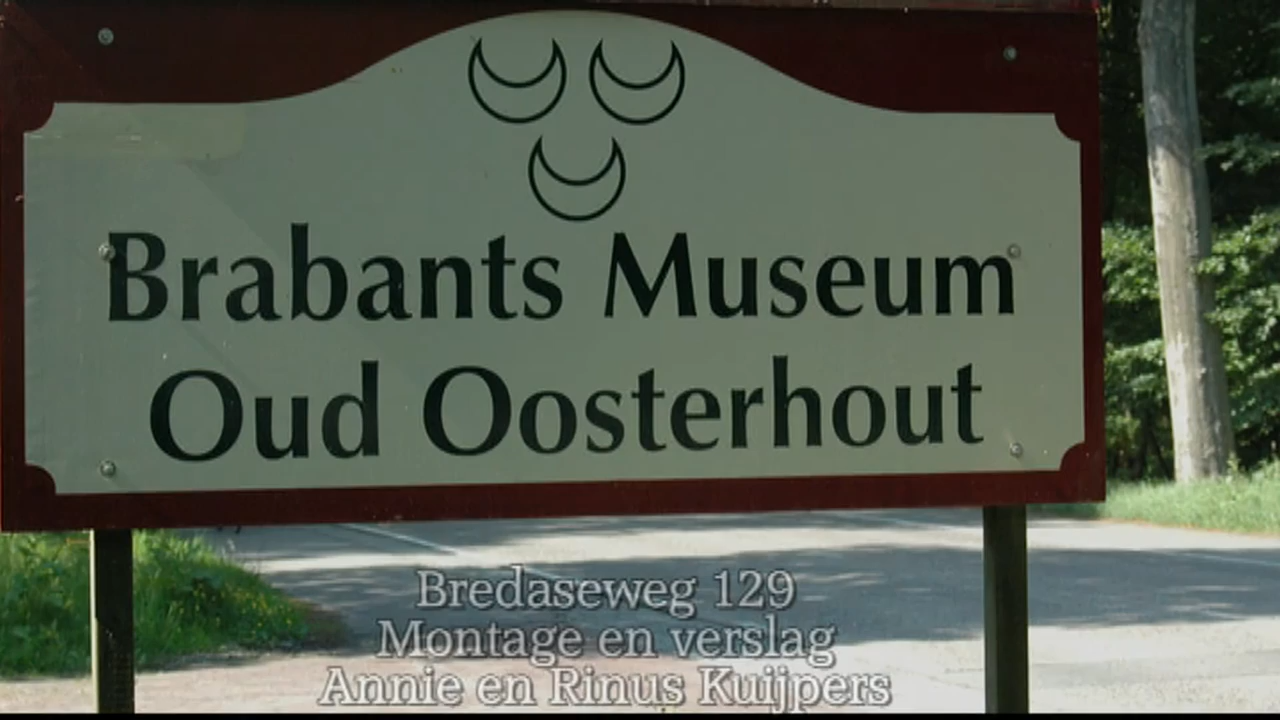 Brabants Museum
Oud Oosterhout
Bredaseweg 129
Montage en verslag
Annie en Rinus Kuijpers